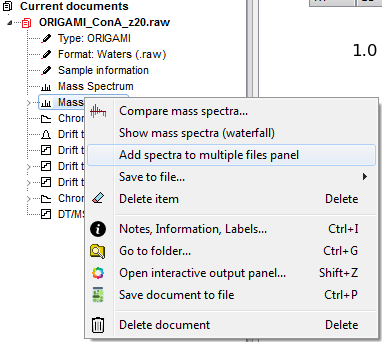 Current documents
ORIGAMI_ConA_z20.raw
Type: ORIGAMI
Format: Waters (.raw)
Sample information
Mass Spectrum
Mass
Chrom
Drift t
Drift t
Drift t
Drift t
Chrom
DT/MS
1.0
Compare mass spectra...
Show mass spectra (waterfall)
Add spectra to multiple files panel
Save to file...
Delete item Delete
Notes, Information, Labels... Ctrl+I
Go to folder... Ctrl+G
Open interactive output panel... Shift+Z
Save document to file Ctrl+P
Delete document Delete